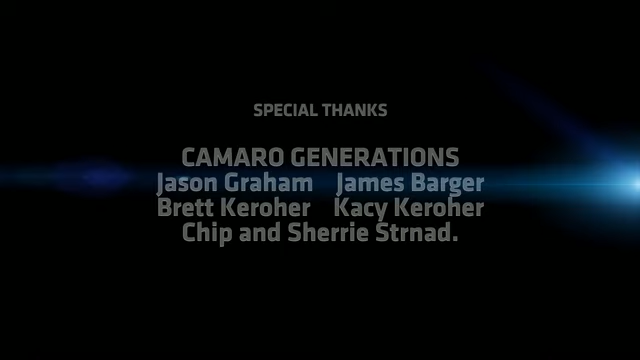 SPECIAL THANKS
CAMARO GENERATIONS
Jason Graham James Barger
Brett Keroher Kacy Keroher
Chip and Sherrie Strnad.